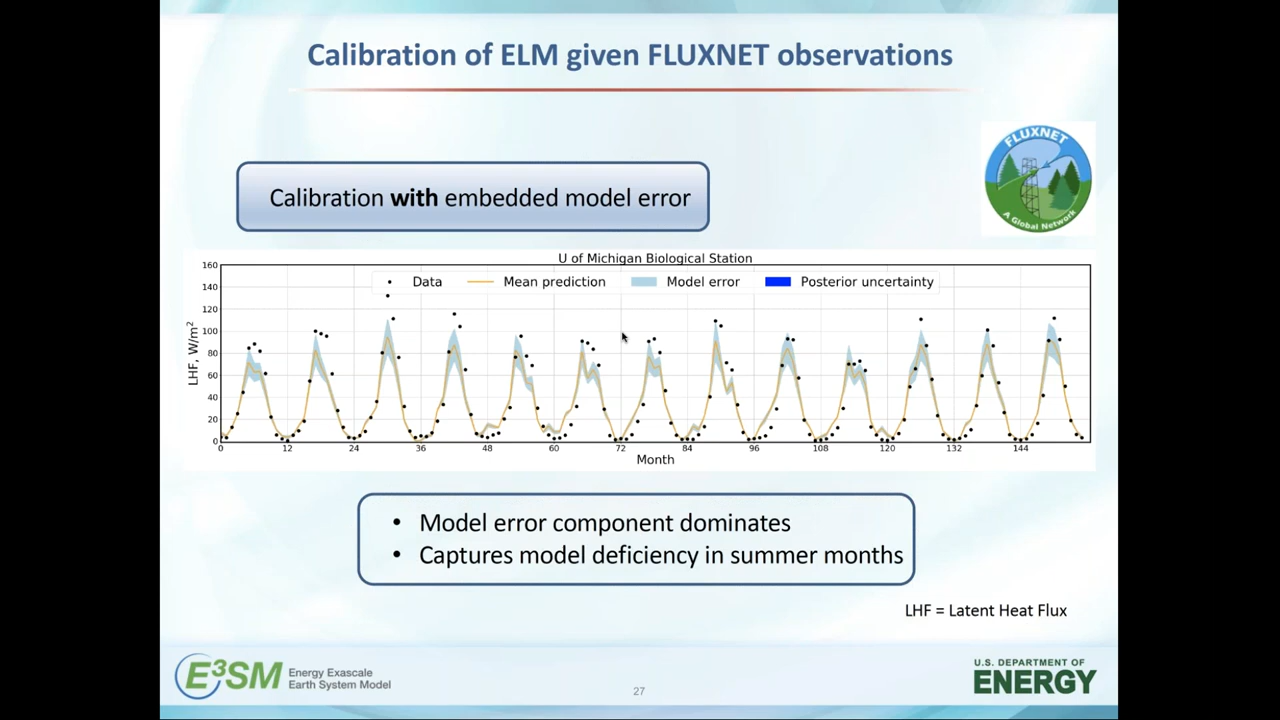 Calibration of ELM given FLUXNET observations
FLUXNET
A Global Network
Calibration with embedded model error
U of Michigan Biological Station
Data
Mean prediction
Model error
Posterior uncertainty
LHF, W/m²
160
140
120
100
80
60
40
20
0
0 12 24 36 48 60 72 84 96 108 120 132 144
Month
• Model error component dominates
• Captures model deficiency in summer months
LHF = Latent Heat Flux
E³SM
Energy Exascale
Earth System Model
27
U.S. DEPARTMENT OF
ENERGY